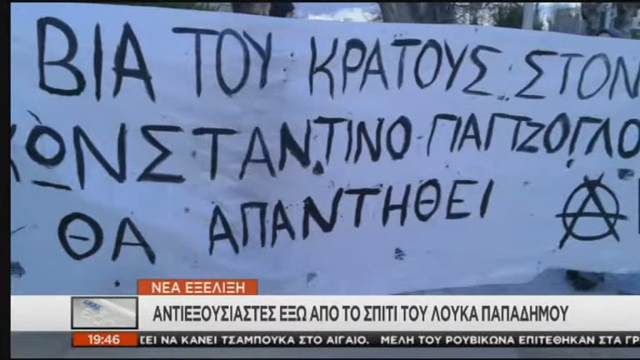 ΒΙΑ ΤΟΥ ΚΡΑΤΟΥΣ ΣΤΟΝ
ΚΩΝΣΤΑΝΤΙΝΟ ΓΙΑΓΤΖΟΓΛΟ
ΘΑ ΑΠΑΝΤΗΘΕΙ
ΝΕΑ ΕΞΕΛΙΞΗ
ΑΝΤΙΕΞΟΥΣΙΑΣΤΕΣ ΕΞΩ ΑΠΟ ΤΟ ΣΠΙΤΙ ΤΟΥ ΛΟΥΚΑ ΠΑΠΑΔΗΜΟΥ
19:46 ΣΕΙ ΝΑ ΚΑΝΕΙ ΤΣΑΜΠΟΥΚΑ ΣΤΟ ΑΙΓΑΙΟ. ΜΕΛΗ ΤΟΥ ΡΟΥΒΙΚΩΝΑ ΕΠΙΤΕΘΗΚΑΝ ΣΤΑ ΓΡΑΦΕ